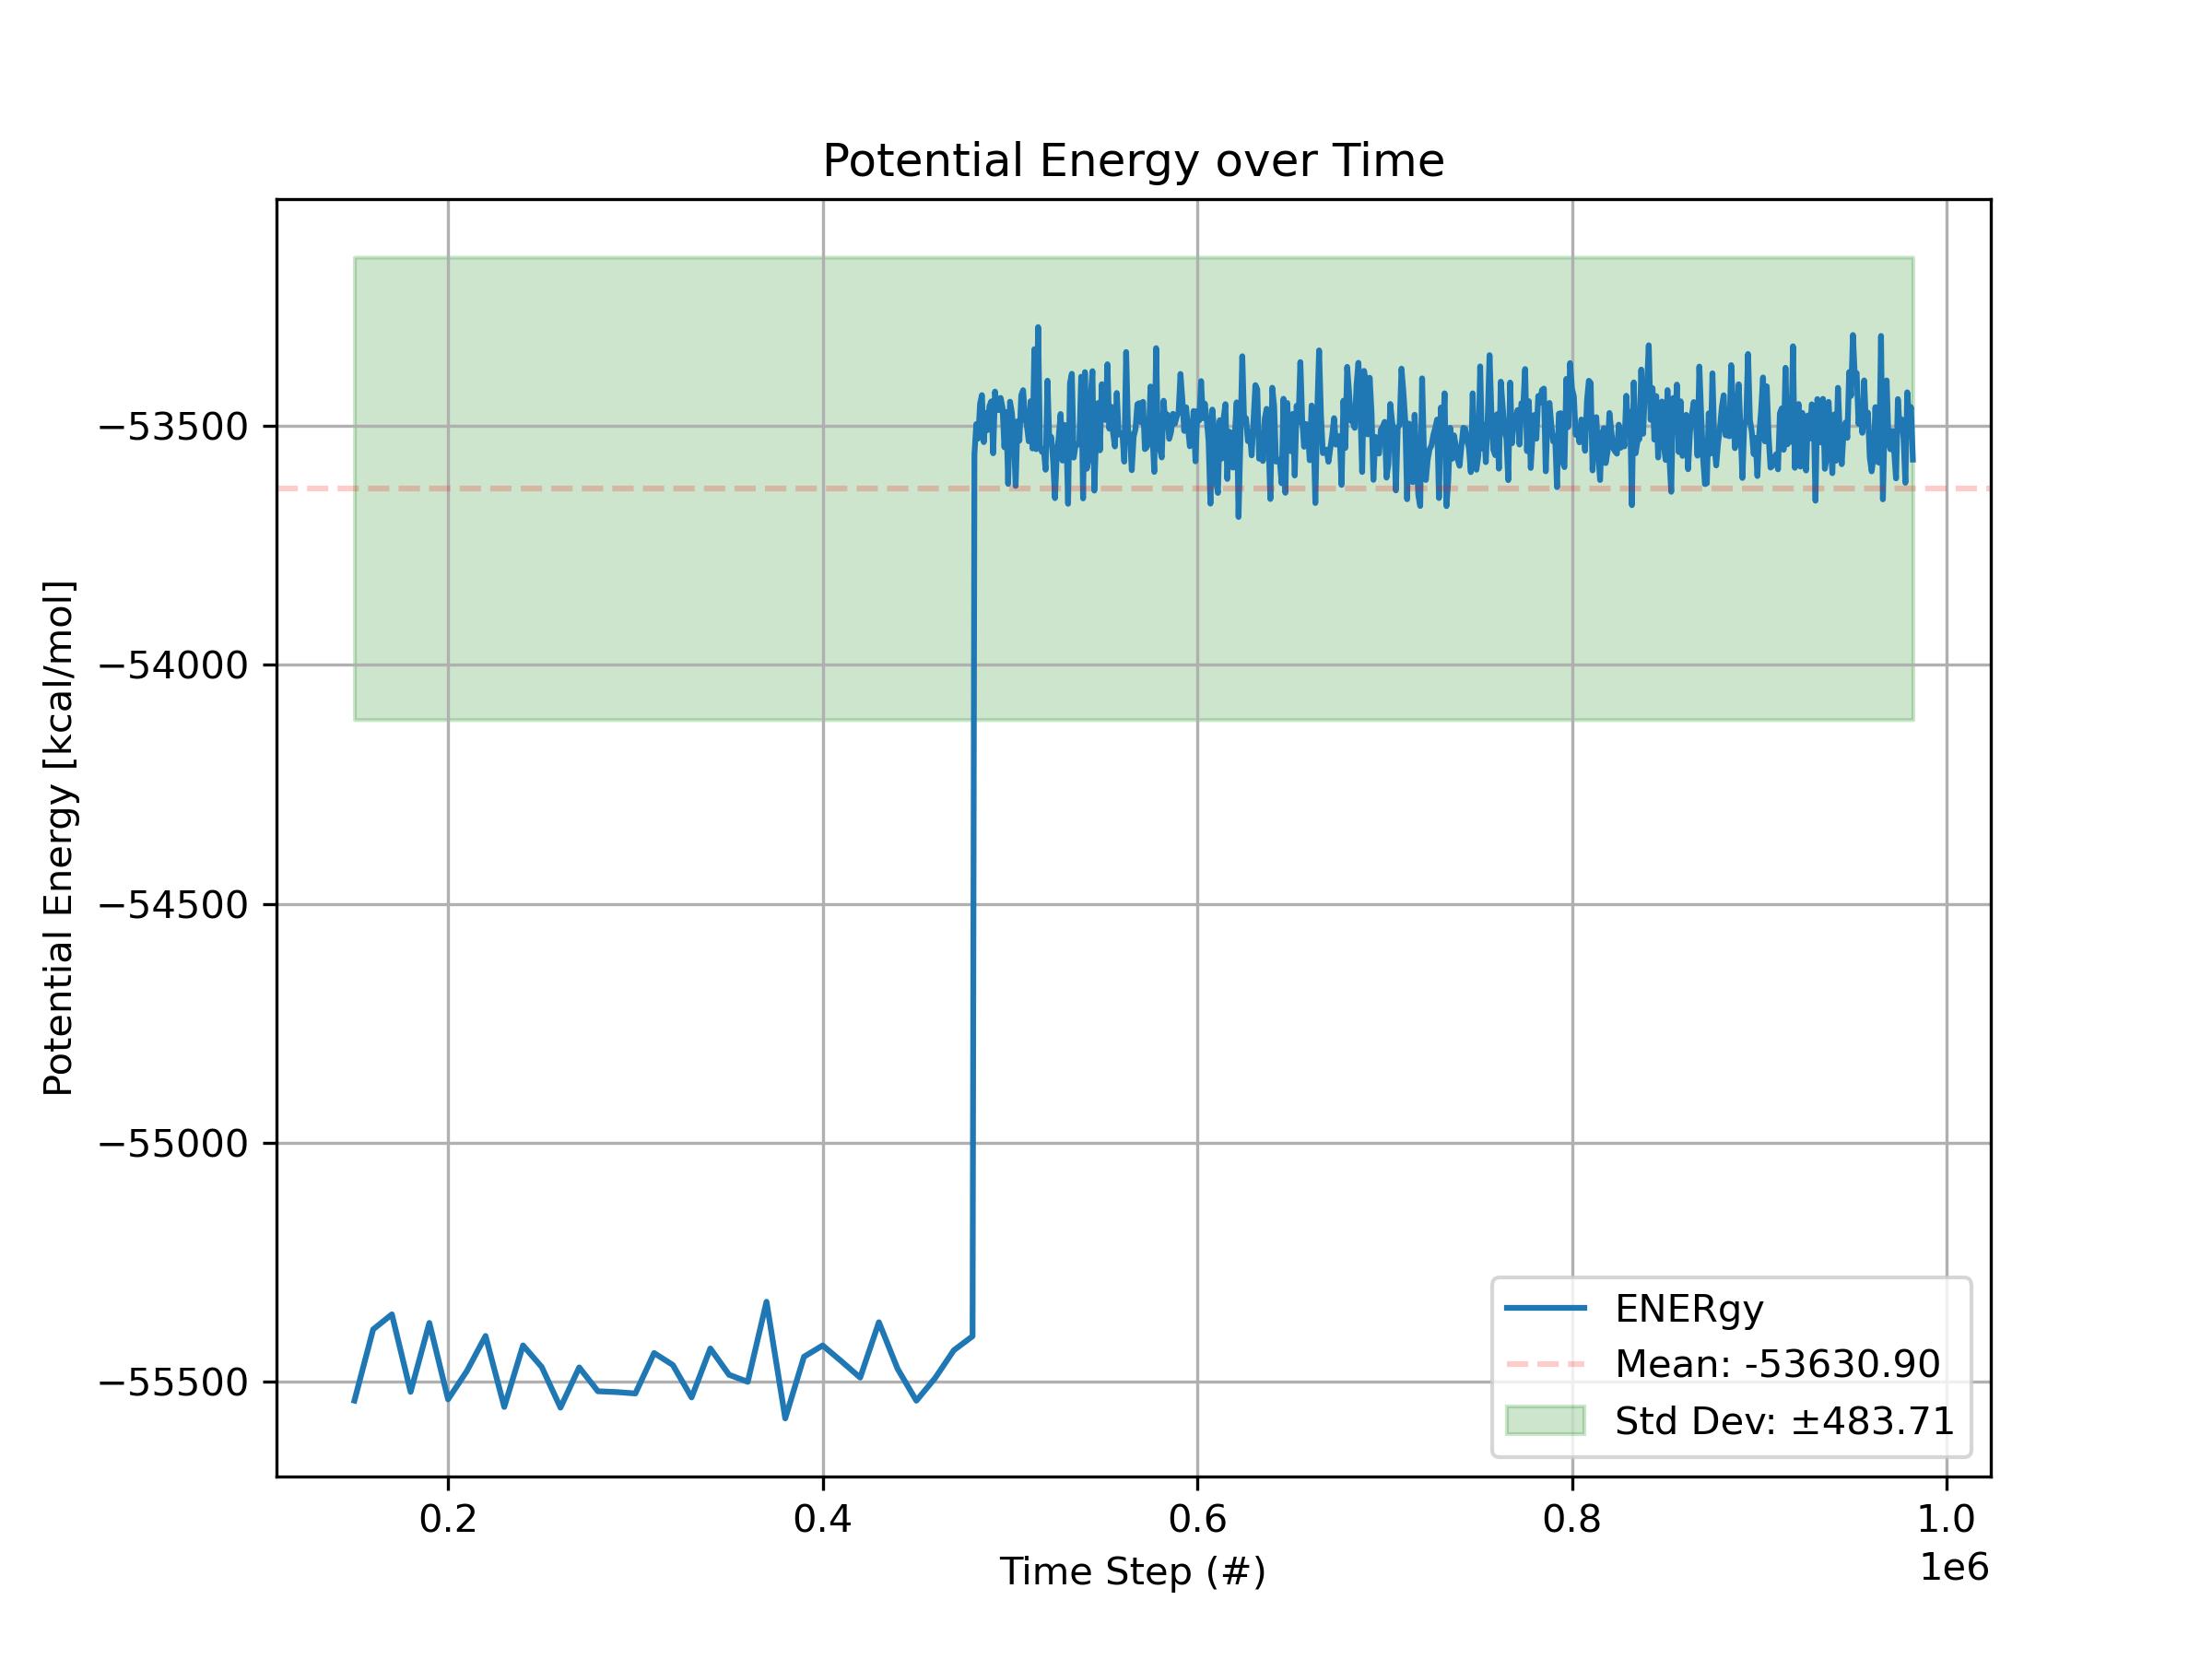 Potential Energy over Time
Potential Energy [kcal/mol]
−53500
−54000
−54500
−55000
−55500
ENERgy
Mean: -53630.90
Std Dev: ±483.71
0.2 0.4 0.6 0.8 1.0
Time Step (#)
1e6